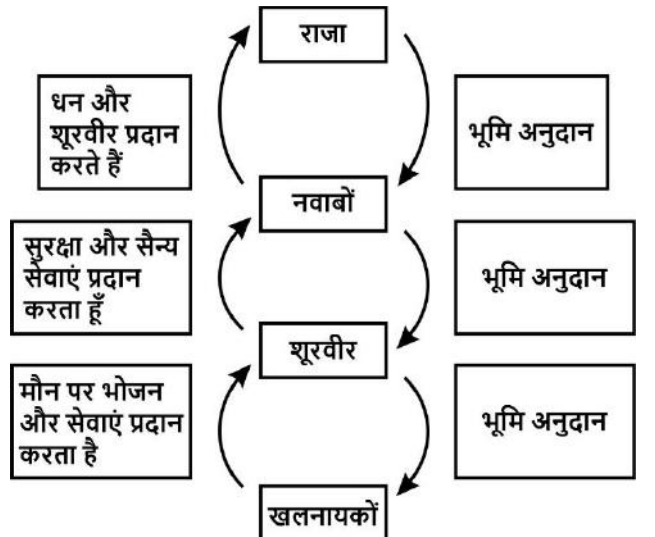 राजा
धन और
शूरवीर प्रदान
करते हैं
भूमि अनुदान
नवाबों
सुरक्षा और सैन्य
सेवाएं प्रदान
करता हूँ
भूमि अनुदान
शूरवीर
मौन पर भोजन
और सेवाएं प्रदान
करता है
भूमि अनुदान
खलनायकों